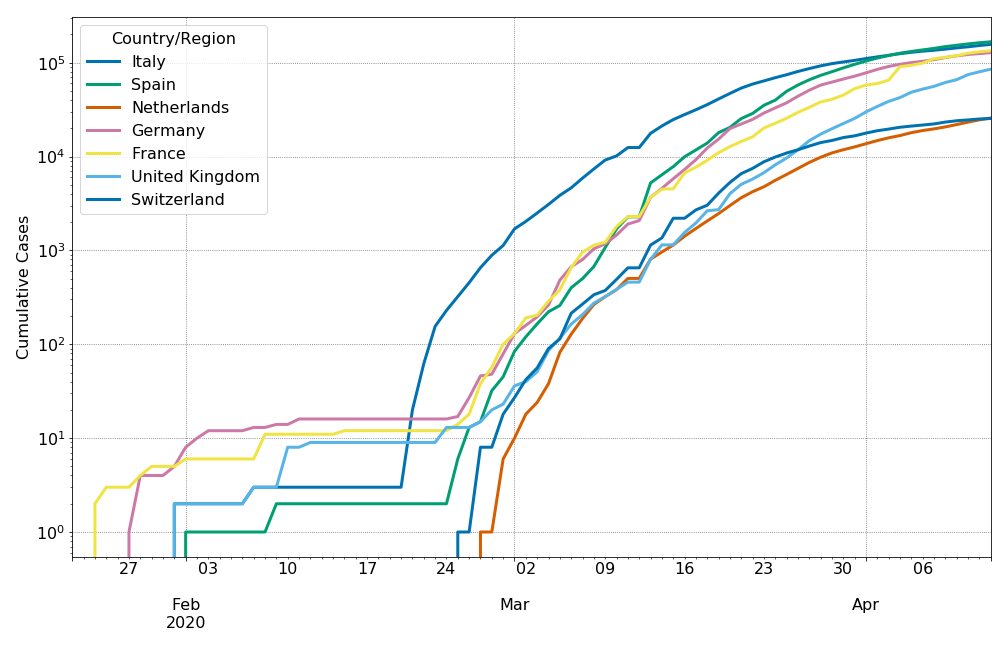 Country/Region
Italy
Spain
Netherlands
Germany
France
United Kingdom
Switzerland
Cumulative Cases
10^5
10^4
10^3
10^2
10^1
10^0
27 03 10 17 24 02 09 16 23 30 06
Feb Mar Apr
2020